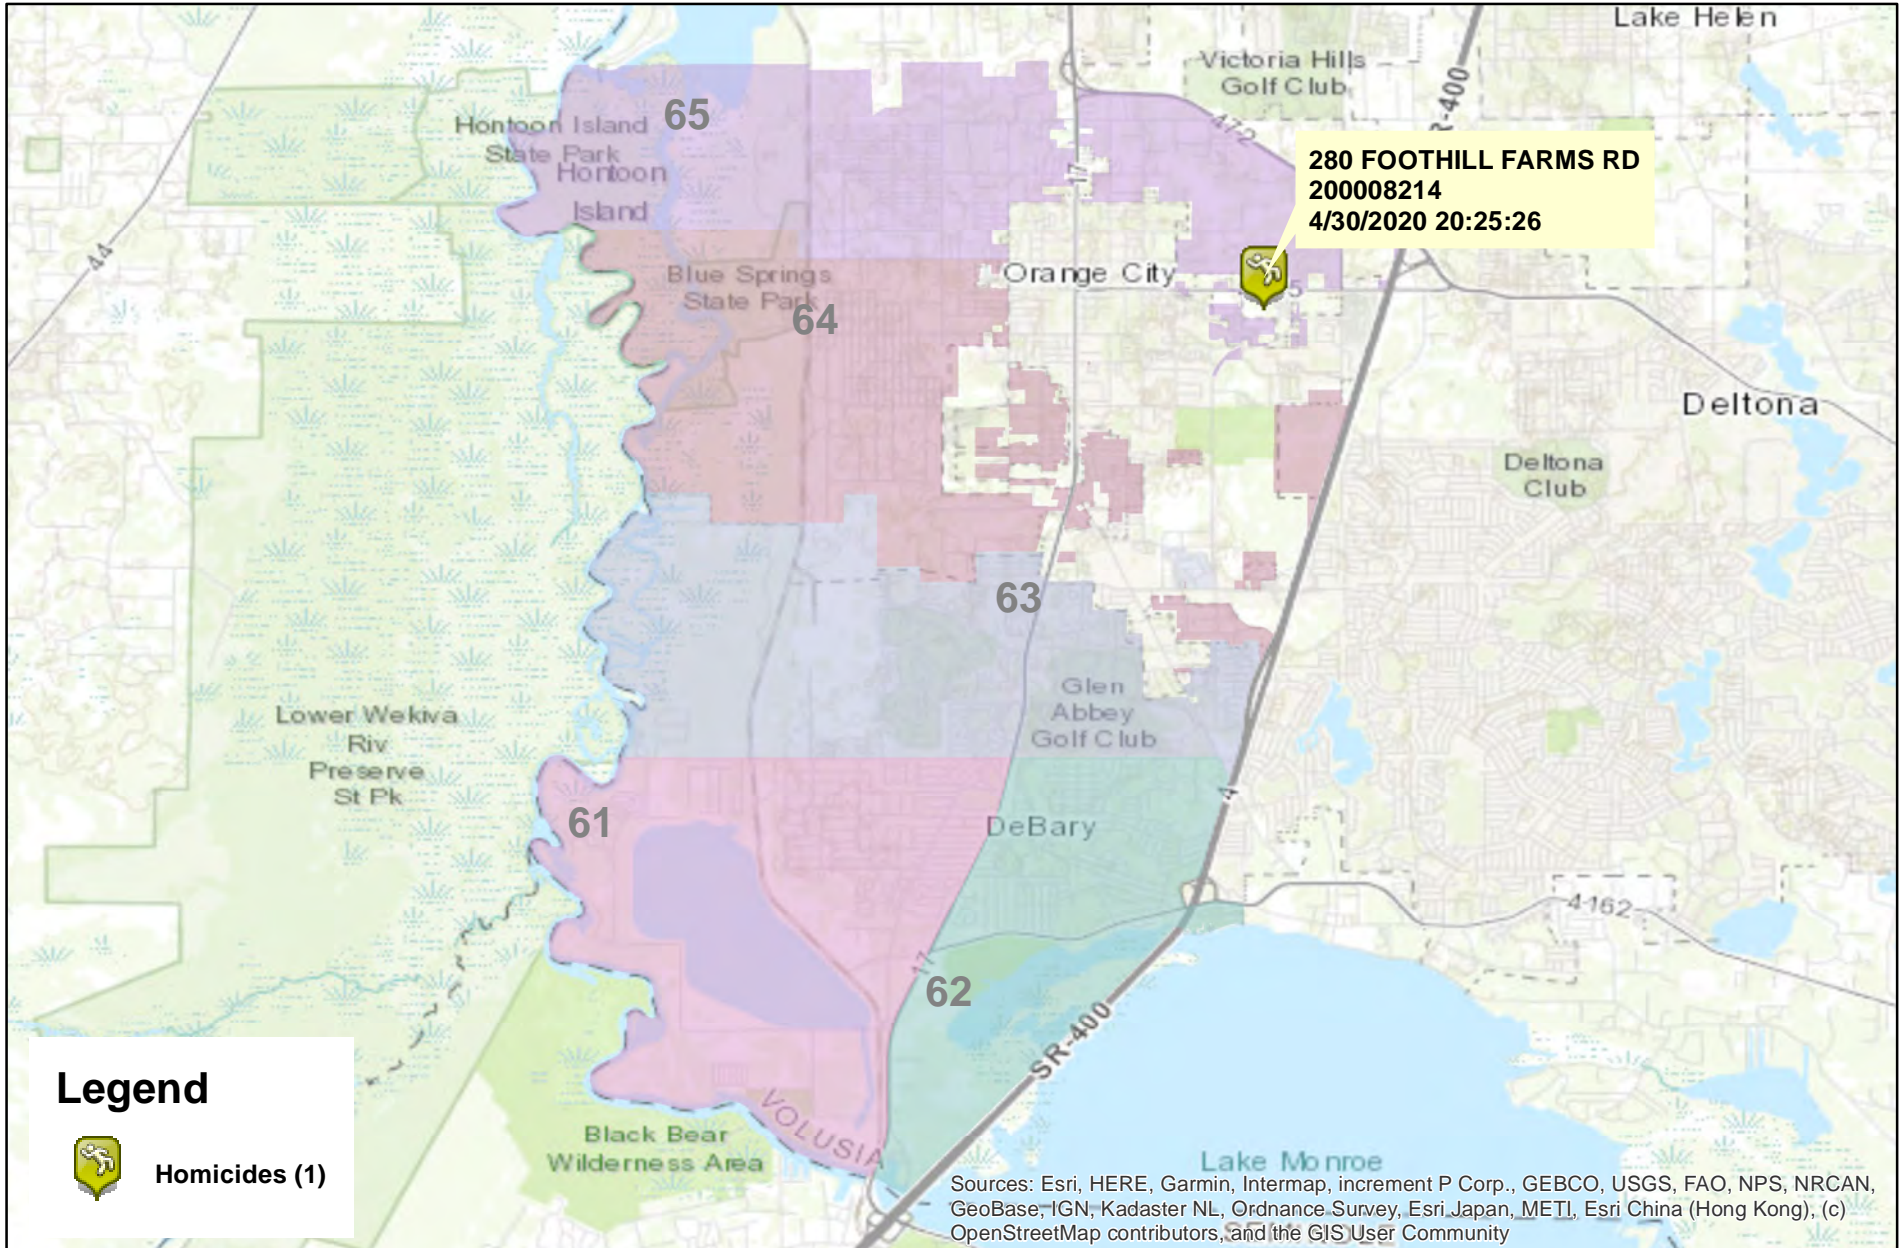 Lake Helen
Victoria Hills
Golf Club
R-400
472
65
Hontoon Island
State Park
Hontoon
Island
17
280 FOOTHILL FARMS RD
200008214
4/30/2020 20:25:26
44
Blue Springs
State Park
64
Orange City
5
Deltona
Deltona
Club
63
Glen
Abbey
Golf Club
Lower Wekiva
Riv
Preserve
St Pk
61
DeBary
4
4162
17
62
SR-400
VOLUSIA
Black Bear
Wilderness Area
Lake Monroe
Legend
Homicides (1)
Sources: Esri, HERE, Garmin, Intermap, increment P Corp., GEBCO, USGS, FAO, NPS, NRCAN,
GeoBase, IGN, Kadaster NL, Ordnance Survey, Esri Japan, METI, Esri China (Hong Kong), (c)
OpenStreetMap contributors, and the GIS User Community